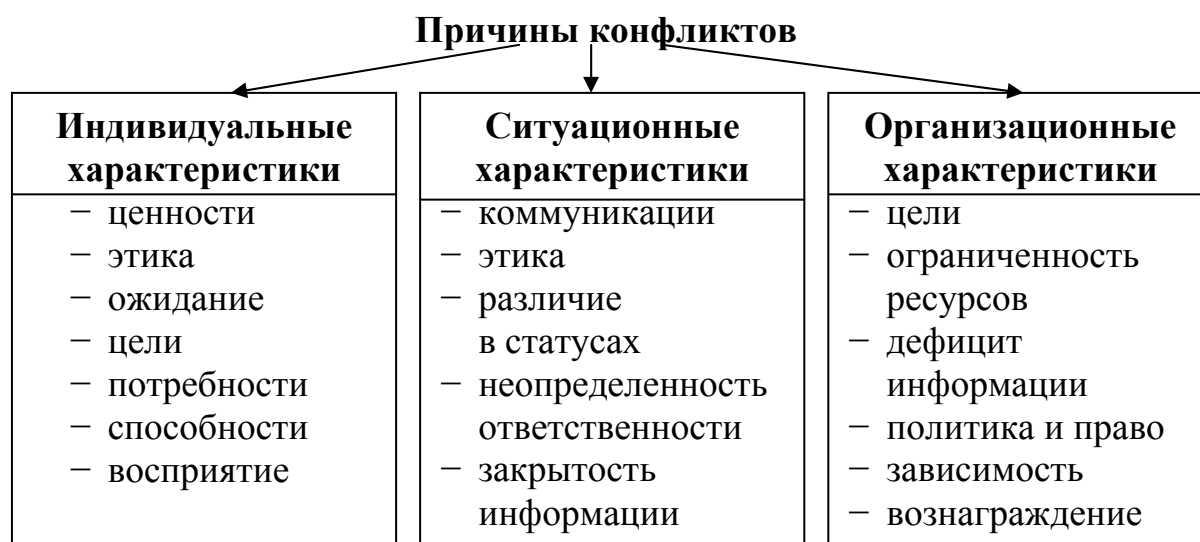 Причины конфликтов
Индивидуальные
характеристики
− ценности
− этика
− ожидание
− цели
− потребности
− способности
− восприятие
Ситуационные
характеристики
− коммуникации
− этика
− различие
в статусах
− неопределенность
ответственности
− закрытость
информации
Организационные
характеристики
− цели
− ограниченность
ресурсов
− дефицит
информации
− политика и право
− зависимость
− вознаграждение